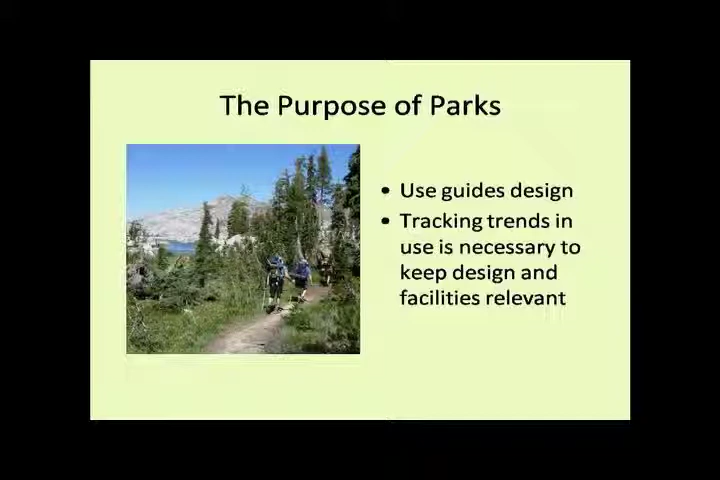 The Purpose of Parks
• Use guides design
• Tracking trends in
use is necessary to
keep design and
facilities relevant